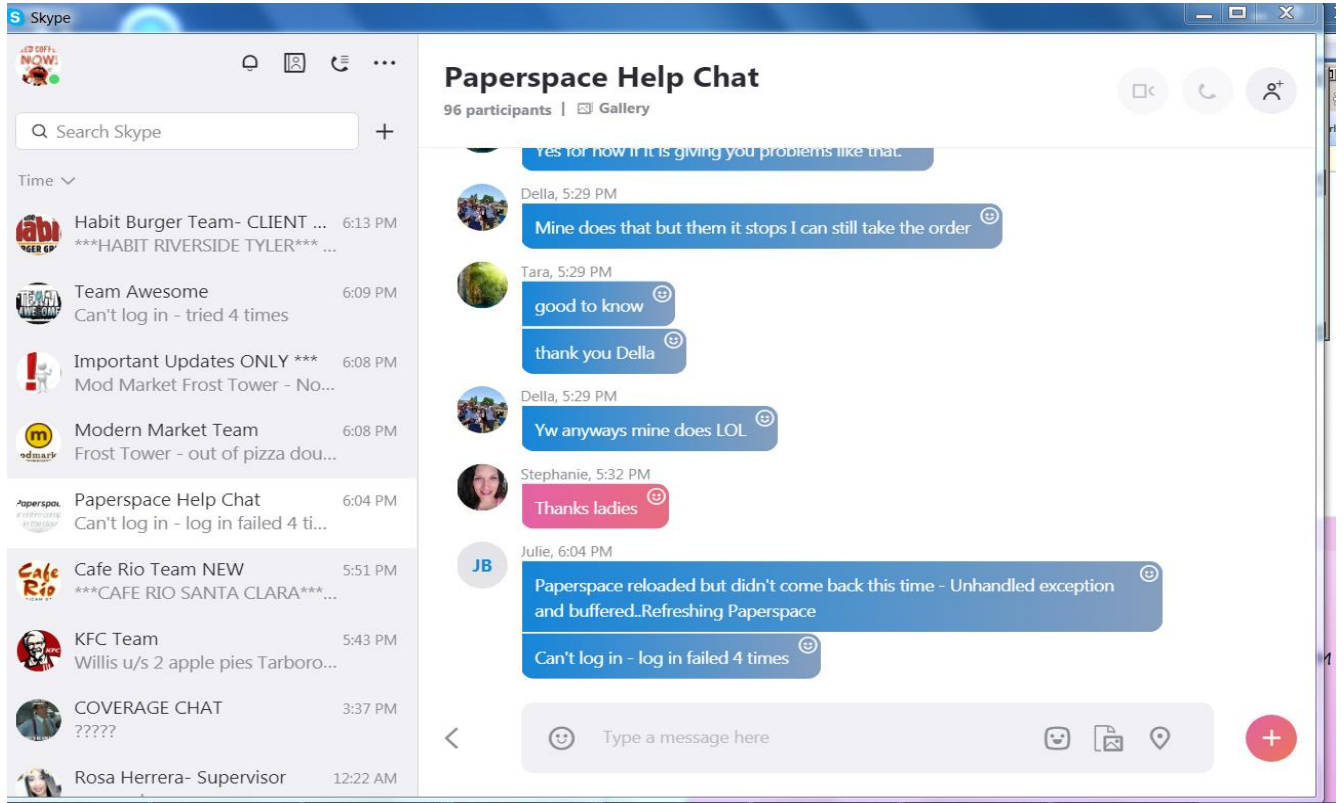 Skype
NOW!
Search Skype
Time
Habit Burger Team- CLIENT ... 6:13 PM
***HABIT RIVERSIDE TYLER*** ...
Team Awesome 6:09 PM
Can't log in - tried 4 times
Important Updates ONLY *** 6:08 PM
Mod Market Frost Tower - No...
Modern Market Team 6:08 PM
Frost Tower - out of pizza dou...
Paperspace Help Chat 6:04 PM
Can't log in - log in failed 4 ti...
Cafe Rio
Cafe Rio Team NEW 5:51 PM
***CAFE RIO SANTA CLARA***...
KFC
KFC Team 5:43 PM
Willis u/s 2 apple pies Tarboro...
COVERAGE CHAT 3:37 PM
?????
Rosa Herrera- Supervisor 12:22 AM
Paperspace Help Chat
96 participants | Gallery
Yes for now if it is giving you problems like that.
Della, 5:29 PM
Mine does that but them it stops I can still take the order
Tara, 5:29 PM
good to know
thank you Della
Della, 5:29 PM
Yw anyways mine does LOL
Stephanie, 5:32 PM
Thanks ladies
JB
Julie, 6:04 PM
Paperspace reloaded but didn't come back this time - Unhandled exception
and buffered..Refreshing Paperspace
Can't log in - log in failed 4 times
Type a message here